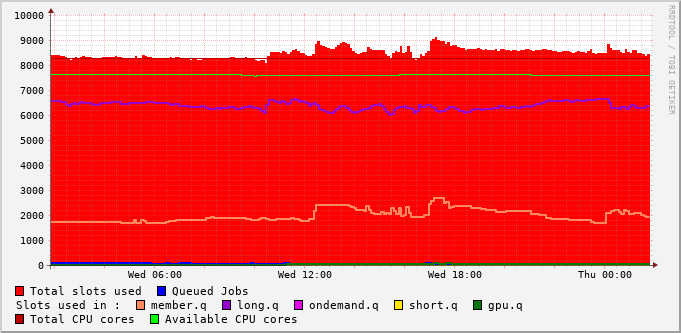 10000
9000
8000
7000
6000
5000
4000
3000
2000
1000
0
Wed 06:00 Wed 12:00 Wed 18:00 Thu 00:00
Total slots used Queued Jobs
Slots used in : member.q long.q ondemand.q short.q gpu.q
Total CPU cores Available CPU cores
RRDTOOL / TOBI OETIKER